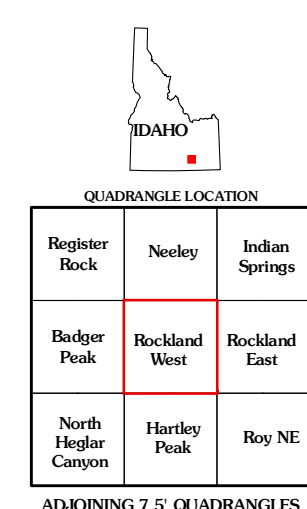 IDAHO
QUADRANGLE LOCATION
Register
Rock
Neeley
Indian
Springs
Badger
Peak
Rockland
West
Rockland
East
North
Heglar
Canyon
Hartley
Peak
Roy NE
ADJOINING 7.5' QUADRANGLES